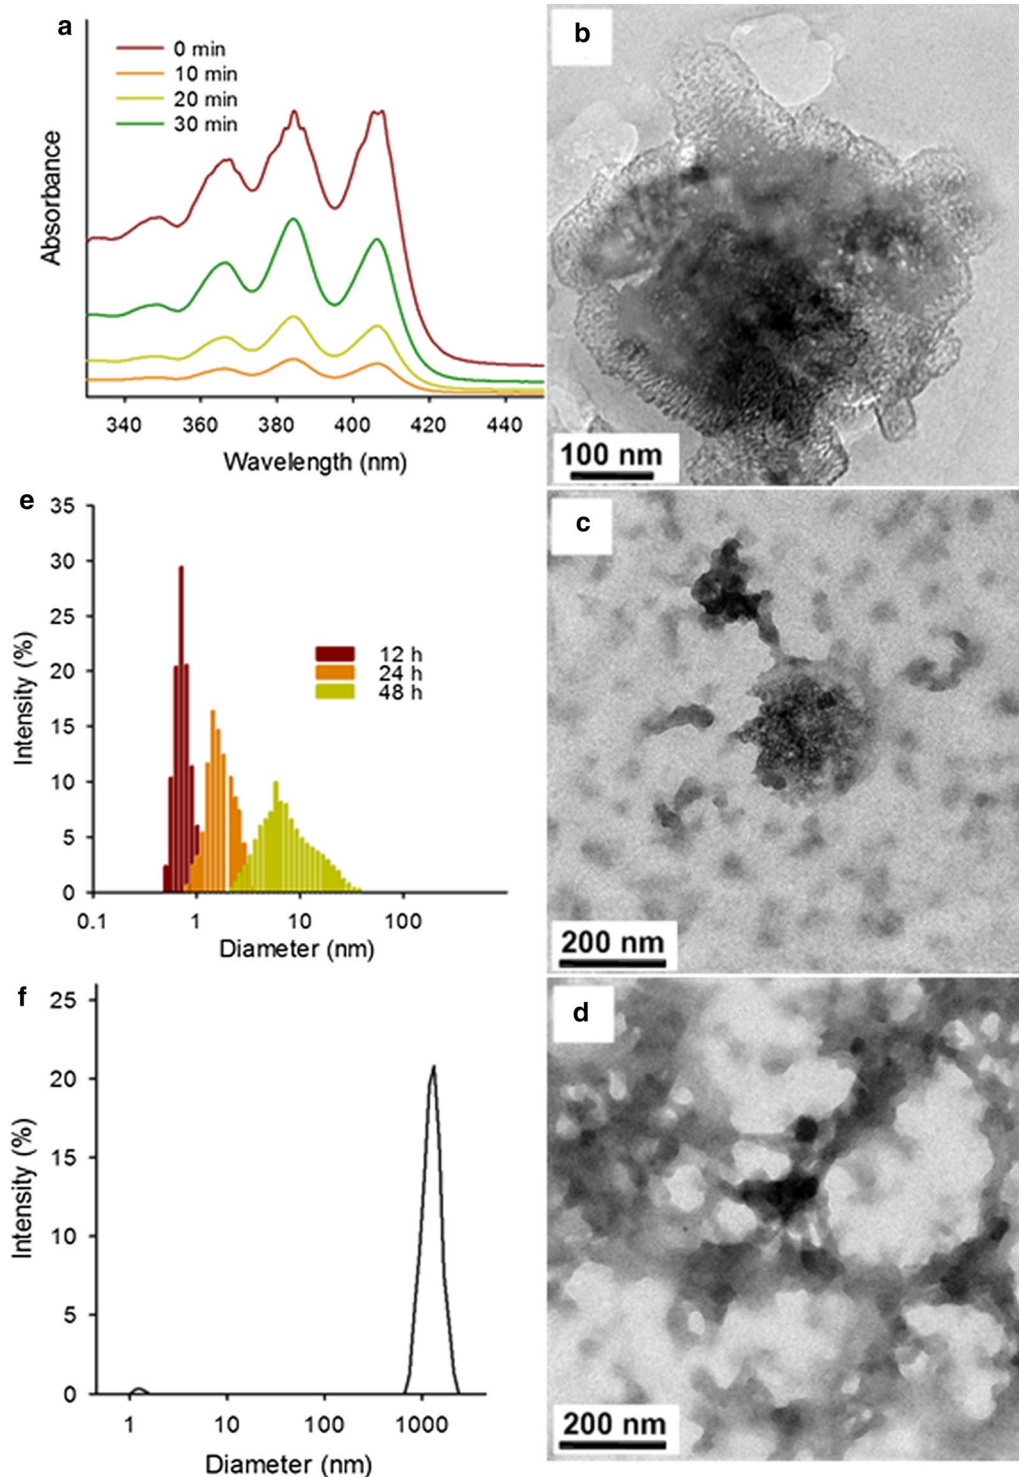 a
0 min
10 min
20 min
30 min
Absorbance
340 360 380 400 420 440
Wavelength (nm)
b
100 nm
e
35
30
25
20
15
10
5
0
Intensity (%)
12 h
24 h
48 h
0.1 1 10 100
Diameter (nm)
c
200 nm
f
25
20
15
10
5
0
Intensity (%)
1 10 100 1000
Diameter (nm)
d
200 nm